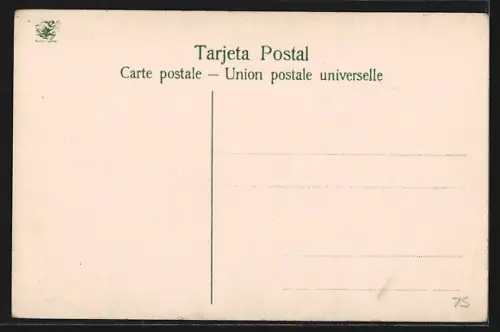 Tarjeta Postal
Carte postale — Union postale universelle
75